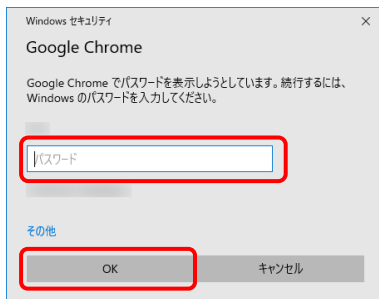 Windows セキュリティ
Google Chrome
Google Chrome でパスワードを表示しようとしています。続行するには、
Windows のパスワードを入力してください。
パスワード
その他
OK
キャンセル